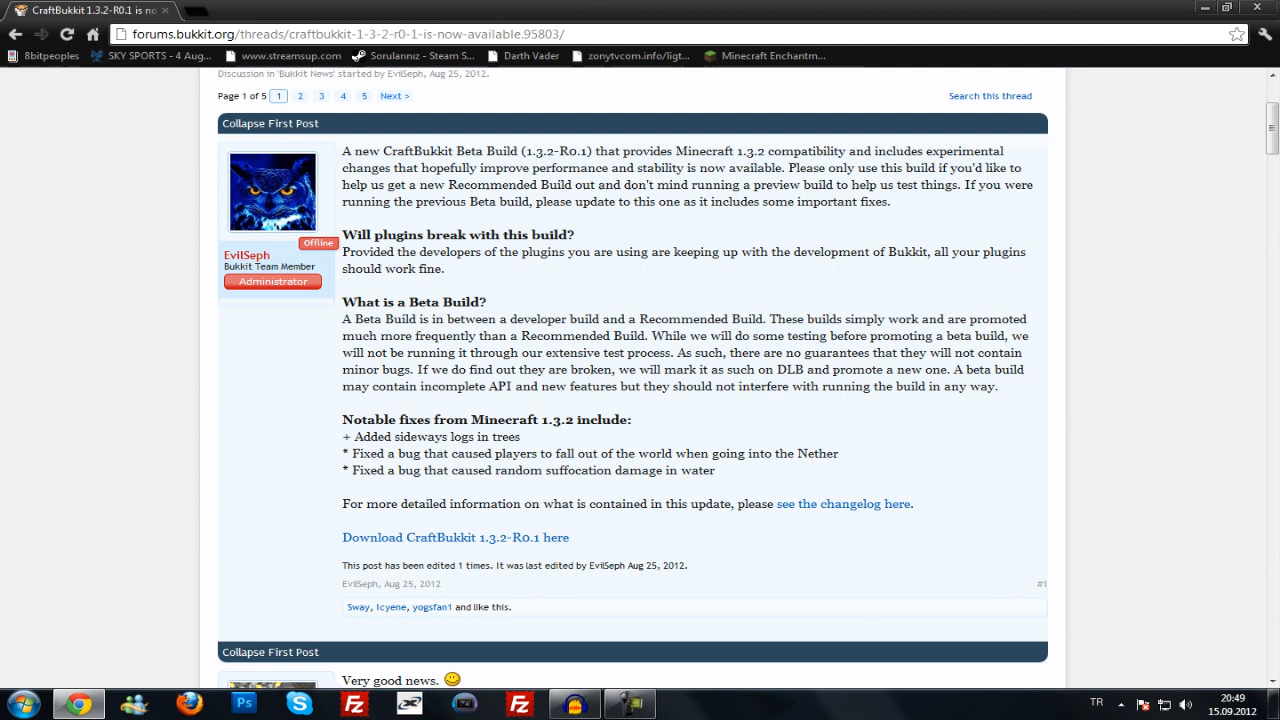 CraftBukkit 1.3.2-R0.1 is no
forums.bukkit.org/threads/craftbukkit-1-3-2-r0-1-is-now-available.95803/
8bitpeoples
SKY SPORTS - 4 Aug...
www.streamsup.com
Sorularınız - Steam S...
Darth Vader
zonytvcom.info/ligt...
Minecraft Enchantm...
Discussion in 'Bukkit News' started by EvilSeph, Aug 25, 2012.
Page 1 of 5 1 2 3 4 5 Next >
Search this thread
Collapse First Post
Offline
EvilSeph
Bukkit Team Member
Administrator
A new CraftBukkit Beta Build (1.3.2-R0.1) that provides Minecraft 1.3.2 compatibility and includes experimental
changes that hopefully improve performance and stability is now available. Please only use this build if you'd like to
help us get a new Recommended Build out and don't mind running a preview build to help us test things. If you were
running the previous Beta build, please update to this one as it includes some important fixes.
Will plugins break with this build?
Provided the developers of the plugins you are using are keeping up with the development of Bukkit, all your plugins
should work fine.
What is a Beta Build?
A Beta Build is in between a developer build and a Recommended Build. These builds simply work and are promoted
much more frequently than a Recommended Build. While we will do some testing before promoting a beta build, we
will not be running it through our extensive test process. As such, there are no guarantees that they will not contain
minor bugs. If we do find out they are broken, we will mark it as such on DLB and promote a new one. A beta build
may contain incomplete API and new features but they should not interfere with running the build in any way.
Notable fixes from Minecraft 1.3.2 include:
+ Added sideways logs in trees
* Fixed a bug that caused players to fall out of the world when going into the Nether
* Fixed a bug that caused random suffocation damage in water
For more detailed information on what is contained in this update, please see the changelog here.
Download CraftBukkit 1.3.2-R0.1 here
This post has been edited 1 times. It was last edited by EvilSeph Aug 25, 2012.
EvilSeph, Aug 25, 2012
#1
Sway, Icyene, yogsfan1 and like this.
Collapse First Post
Very good news.
Ps
TR
20:49
15.09.2012